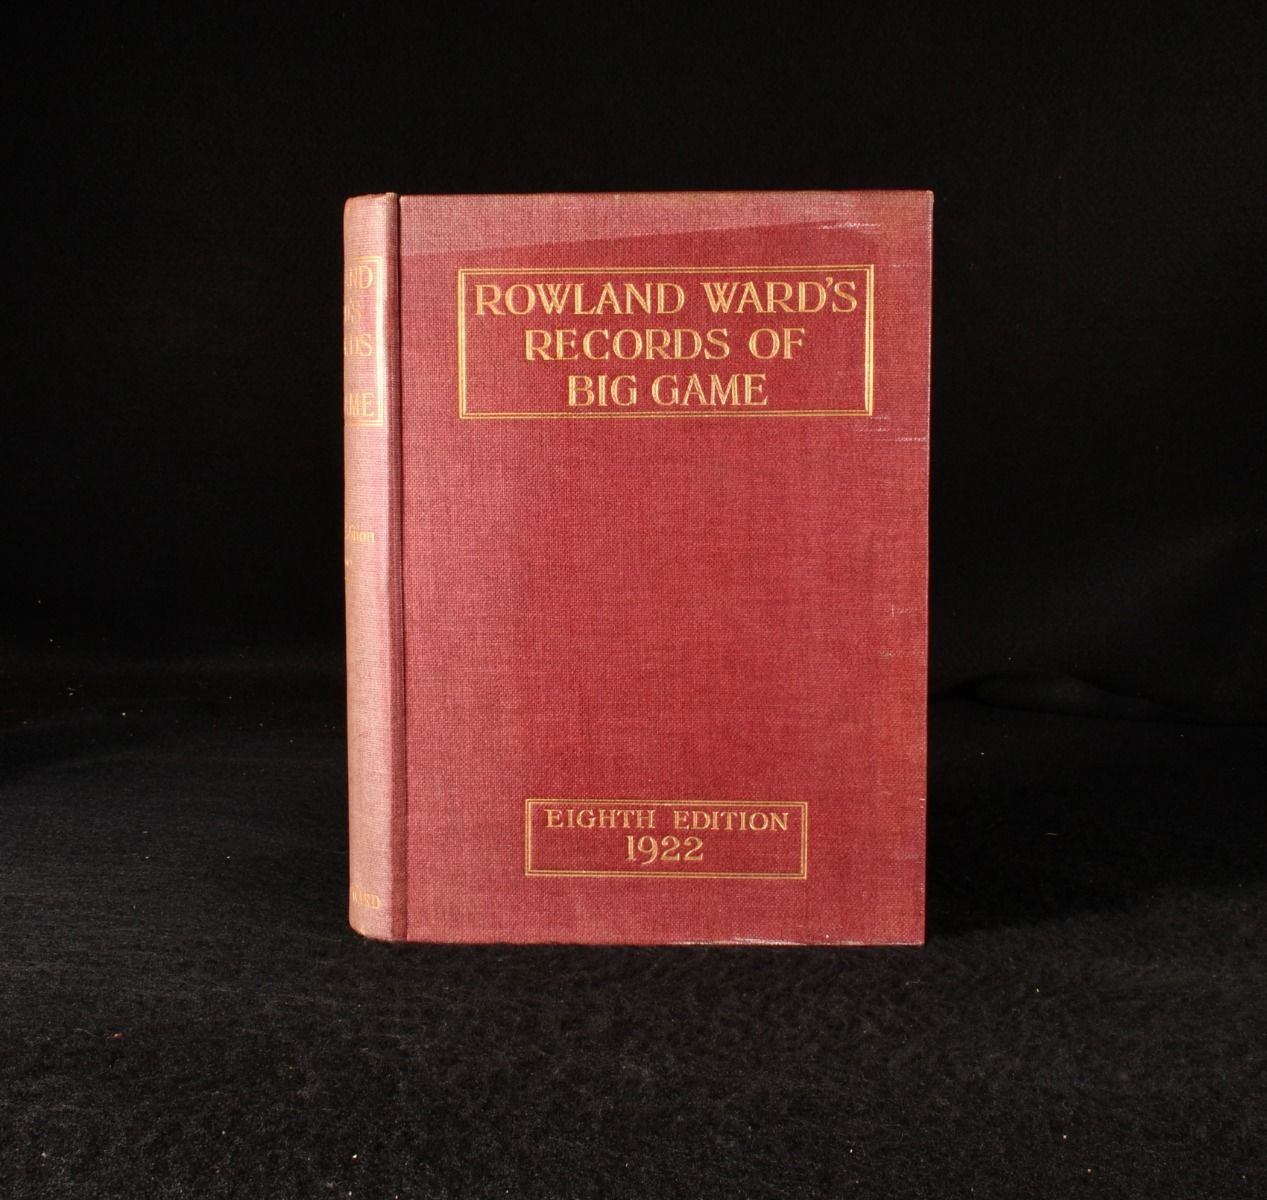 ROWLAND WARD'S
RECORDS OF
BIG GAME
EIGHTH EDITION
1922